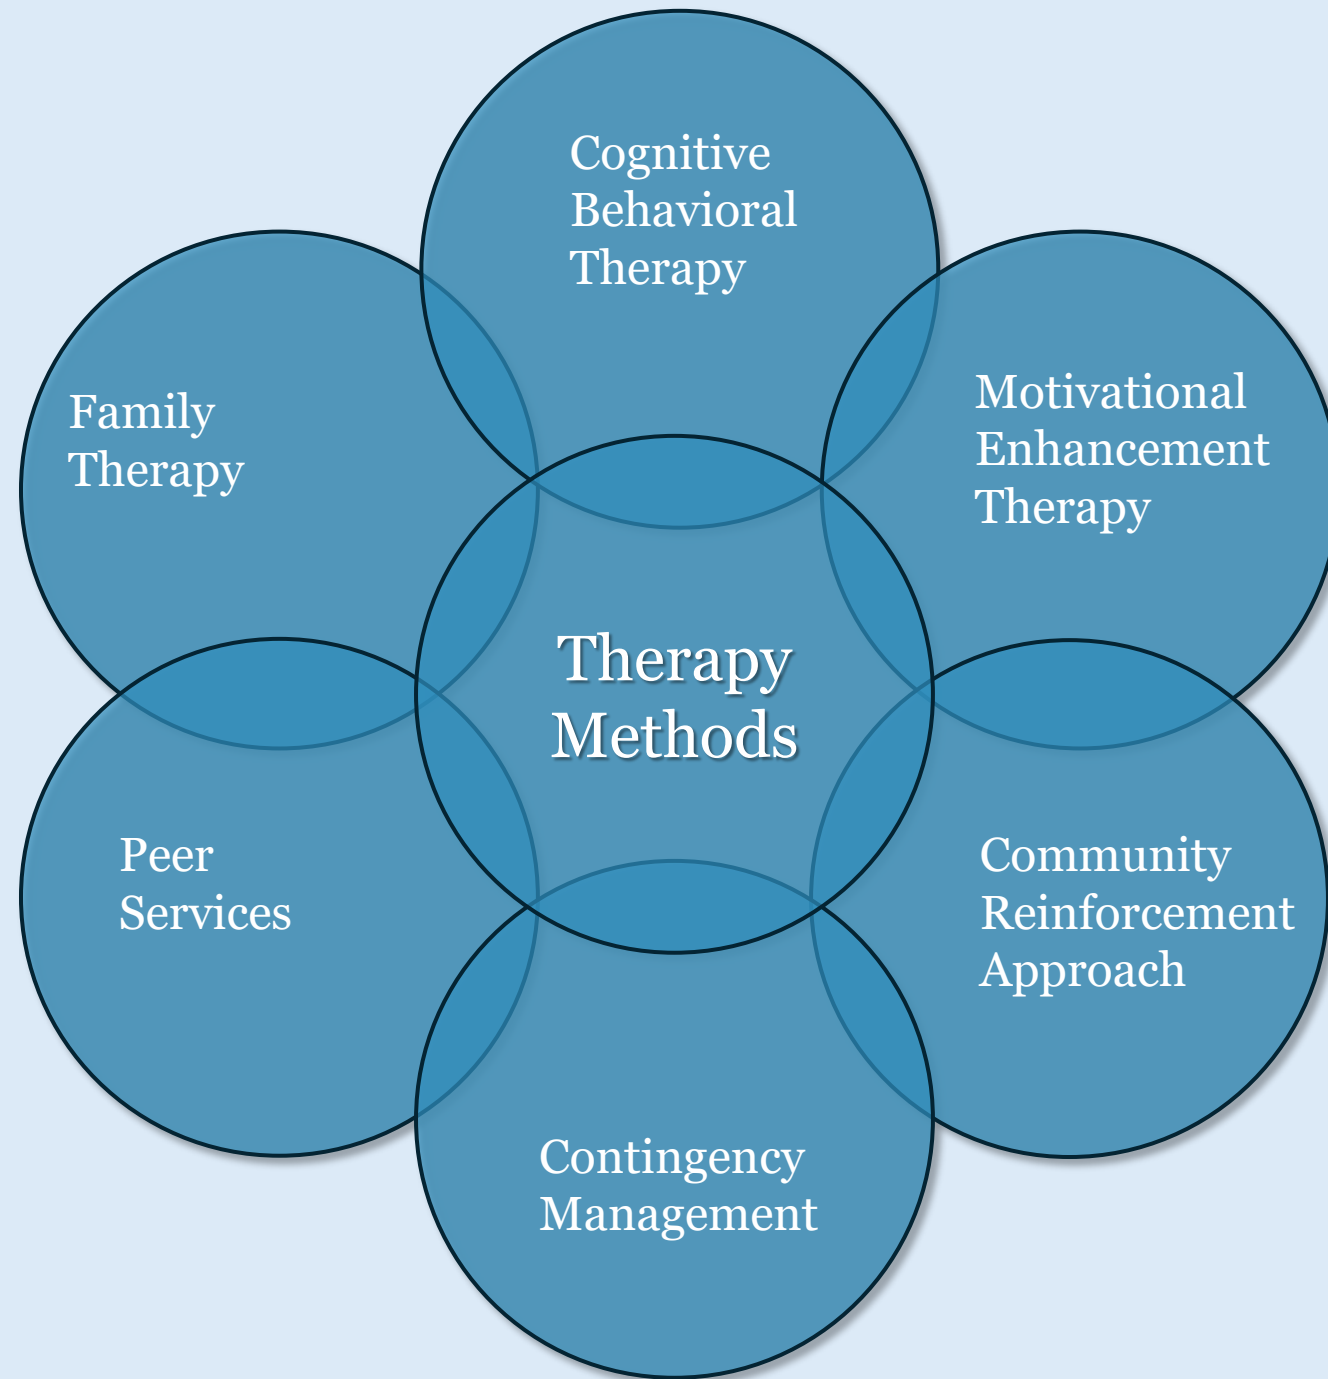 Cognitive
Behavioral
Therapy
Motivational
Enhancement
Therapy
Community
Reinforcement
Approach
Contingency
Management
Peer
Services
Family
Therapy
Therapy
Methods